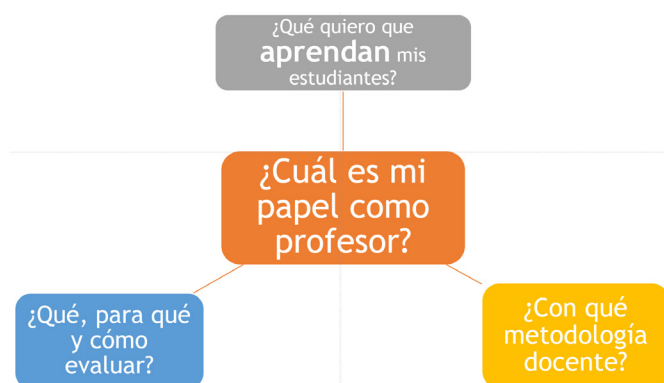 ¿Qué quiero que
aprendan mis
estudiantes?
¿Cuál es mi
papel como
profesor?
¿Qué, para qué
y cómo
evaluar?
¿Con qué
metodología
docente?